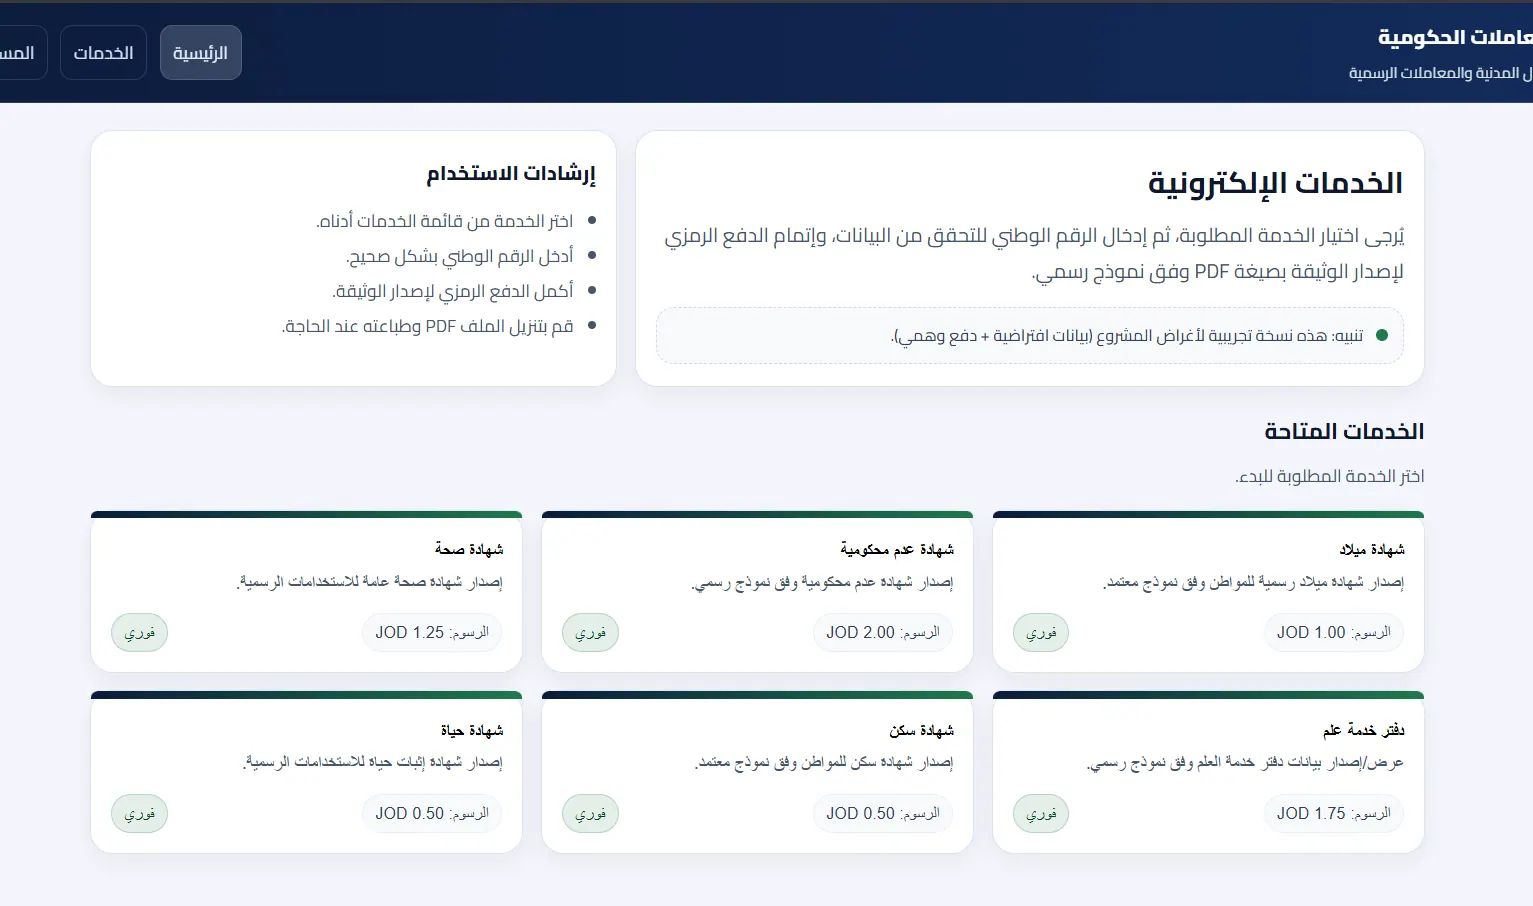 عاملات الحكومية
ل المدنية والمعاملات الرسمية
الرئيسية
الخدمات
المس
الخدمات الإلكترونية
يُرجى اختيار الخدمة المطلوبة، ثم إدخال الرقم الوطني للتحقق من البيانات، وإتمام الدفع الرمزي
لإصدار الوثيقة بصيغة PDF وفق نموذج رسمي.
تنبيه: هذه نسخة تجريبية لأغراض المشروع (بيانات افتراضية + دفع وهمي).
إرشادات الاستخدام
اختر الخدمة من قائمة الخدمات أدناه.
أدخل الرقم الوطني بشكل صحيح.
أكمل الدفع الرمزي لإصدار الوثيقة.
قم بتنزيل الملف PDF وطباعته عند الحاجة.
الخدمات المتاحة
اختر الخدمة المطلوبة للبدء.
شهادة ميلاد
إصدار شهادة ميلاد رسمية للمواطن وفق نموذج معتمد.
الرسوم: 1.00 JOD
فوري
شهادة عدم محكومية
إصدار شهادة عدم محكومية وفق نموذج رسمي.
الرسوم: 2.00 JOD
فوري
شهادة صحة
إصدار شهادة صحة عامة للاستخدامات الرسمية.
الرسوم: 1.25 JOD
فوري
دفتر خدمة علم
عرض/إصدار بيانات دفتر خدمة العلم وفق نموذج رسمي.
الرسوم: 1.75 JOD
فوري
شهادة سكن
إصدار شهادة سكن للمواطن وفق نموذج معتمد.
الرسوم: 0.50 JOD
فوري
شهادة حياة
إصدار شهادة إثبات حياة للاستخدامات الرسمية.
الرسوم: 0.50 JOD
فوري